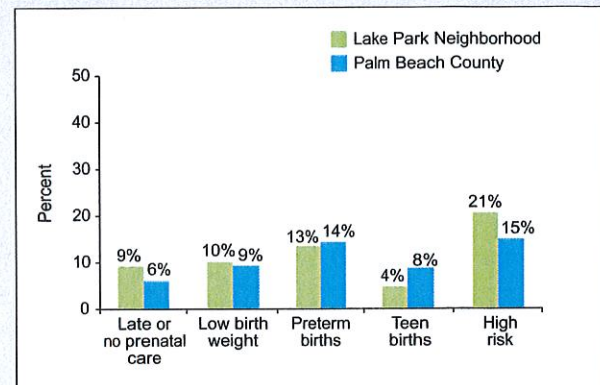 Lake Park Neighborhood
Palm Beach County
50
40
30
20
10
0
Percent
9%
6%
10%
9%
13%
14%
4%
8%
21%
15%
Late or
no prenatal
care
Low birth
weight
Preterm
births
Teen
births
High
risk